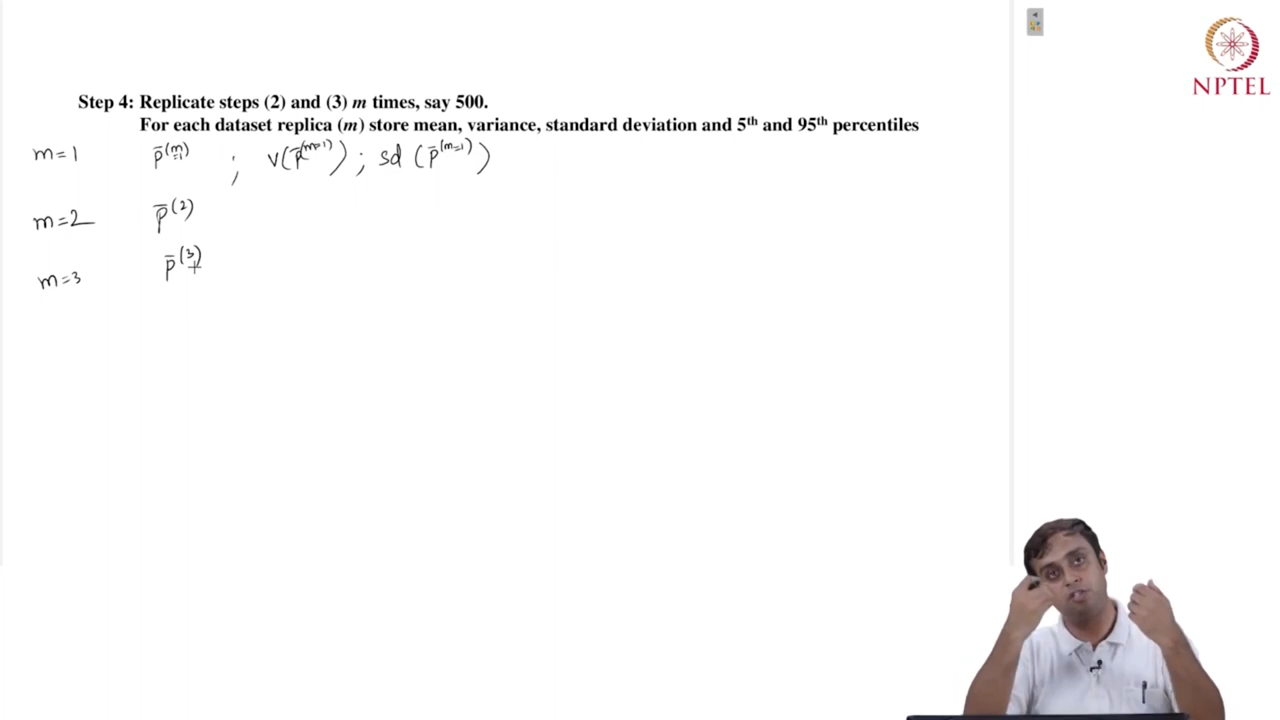 NPTEL
Step 4: Replicate steps (2) and (3) m times, say 500.
For each dataset replica (m) store mean, variance, standard deviation and 5th and 95th percentiles
m=1 p̄(m=1) ; V(p̄(m=1)) ; sd (p̄(m=1))
m=2 p̄(2)
m=3 p̄(3)